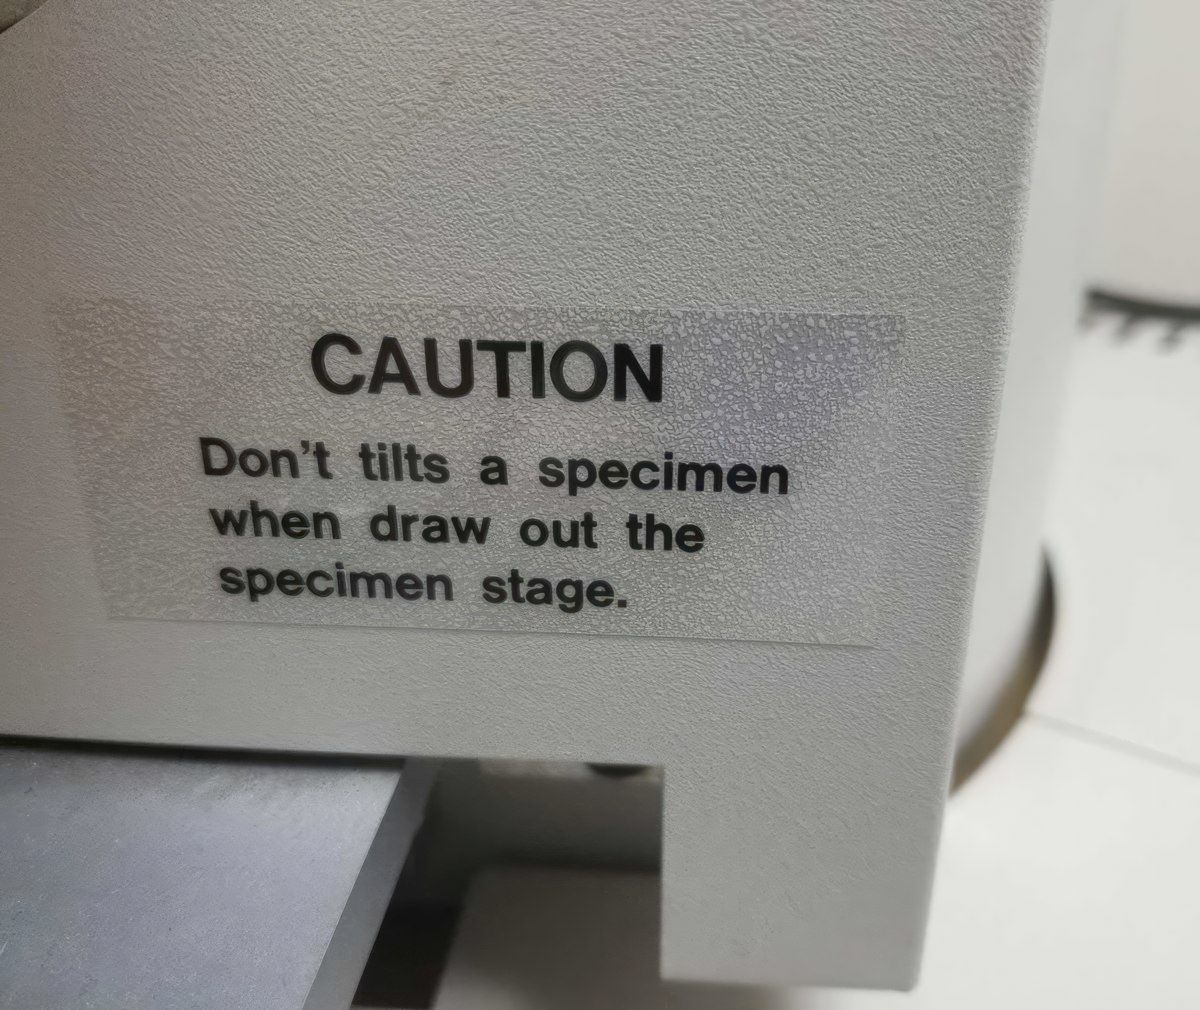 CAUTION
Don't tilts a specimen
when draw out the
specimen stage.